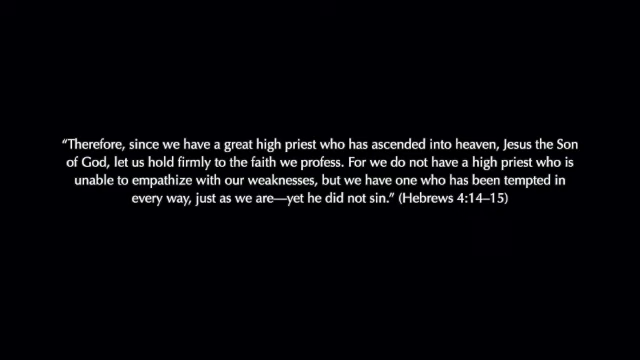 “Therefore, since we have a great high priest who has ascended into heaven, Jesus the Son
of God, let us hold firmly to the faith we profess. For we do not have a high priest who is
unable to empathize with our weaknesses, but we have one who has been tempted in
every way, just as we are—yet he did not sin.” (Hebrews 4:14–15)